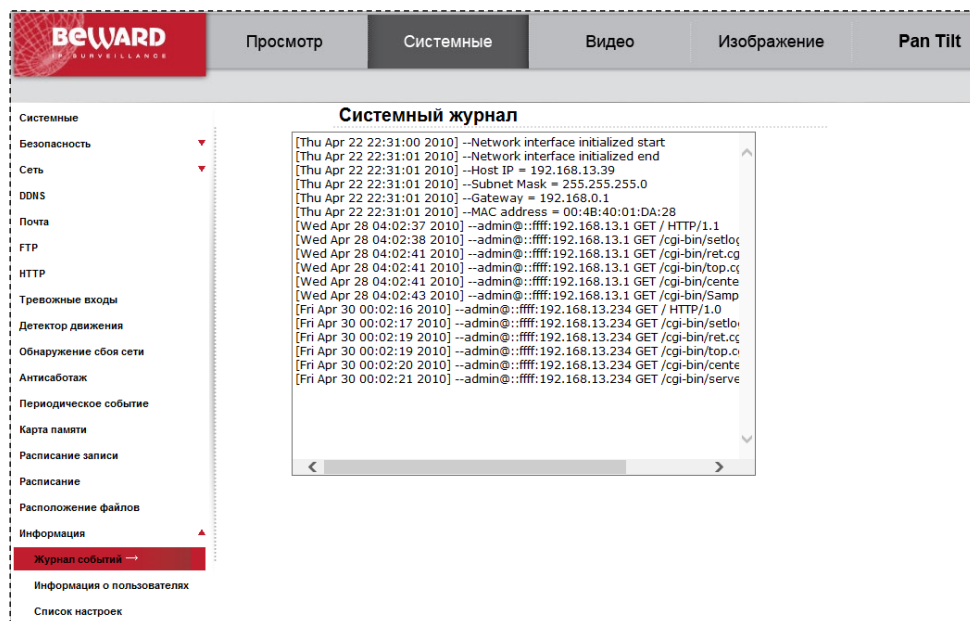 BEWARD
IP SURVEILLANCE
Просмотр
Системные
Видео
Изображение
Pan Tilt
Системные
Безопасность
Сеть
DDNS
Почта
FTP
HTTP
Тревожные входы
Детектор движения
Обнаружение сбоя сети
Антисаботаж
Периодическое событие
Карта памяти
Расписание записи
Расписание
Расположение файлов
Информация
Журнал событий →
Информация о пользователях
Список настроек
Системный журнал
[Thu Apr 22 22:31:00 2010] --Network interface initialized start
[Thu Apr 22 22:31:01 2010] --Network interface initialized end
[Thu Apr 22 22:31:01 2010] --Host IP = 192.168.13.39
[Thu Apr 22 22:31:01 2010] --Subnet Mask = 255.255.255.0
[Thu Apr 22 22:31:01 2010] --Gateway = 192.168.0.1
[Thu Apr 22 22:31:01 2010] --MAC address = 00:4B:40:01:DA:28
[Wed Apr 28 04:02:37 2010] --admin@::ffff:192.168.13.1 GET / HTTP/1.1
[Wed Apr 28 04:02:38 2010] --admin@::ffff:192.168.13.1 GET /cgi-bin/setlog
[Wed Apr 28 04:02:41 2010] --admin@::ffff:192.168.13.1 GET /cgi-bin/ret.cg
[Wed Apr 28 04:02:41 2010] --admin@::ffff:192.168.13.1 GET /cgi-bin/top.cg
[Wed Apr 28 04:02:41 2010] --admin@::ffff:192.168.13.1 GET /cgi-bin/cente
[Wed Apr 28 04:02:43 2010] --admin@::ffff:192.168.13.1 GET /cgi-bin/Samp
[Fri Apr 30 00:02:16 2010] --admin@::ffff:192.168.13.234 GET / HTTP/1.0
[Fri Apr 30 00:02:17 2010] --admin@::ffff:192.168.13.234 GET /cgi-bin/setlo
[Fri Apr 30 00:02:19 2010] --admin@::ffff:192.168.13.234 GET /cgi-bin/ret.cg
[Fri Apr 30 00:02:19 2010] --admin@::ffff:192.168.13.234 GET /cgi-bin/top.c
[Fri Apr 30 00:02:20 2010] --admin@::ffff:192.168.13.234 GET /cgi-bin/cente
[Fri Apr 30 00:02:21 2010] --admin@::ffff:192.168.13.234 GET /cgi-bin/serve